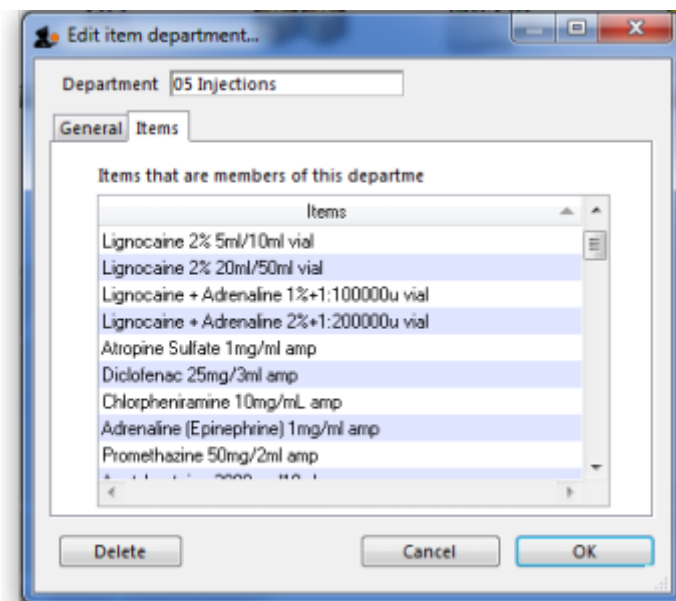 Edit item department...
Department 05 Injections
General Items
Items that are members of this departme
Items
Lignocaine 2% 5ml/10ml vial
Lignocaine 2% 20ml/50ml vial
Lignocaine + Adrenaline 1%+1:100000u vial
Lignocaine + Adrenaline 2%+1:200000u vial
Atropine Sulfate 1mg/ml amp
Diclofenac 25mg/3ml amp
Chlorpheniramine 10mg/mL amp
Adrenaline (Epinephrine) 1mg/ml amp
Promethazine 50mg/2ml amp
Delete Cancel OK